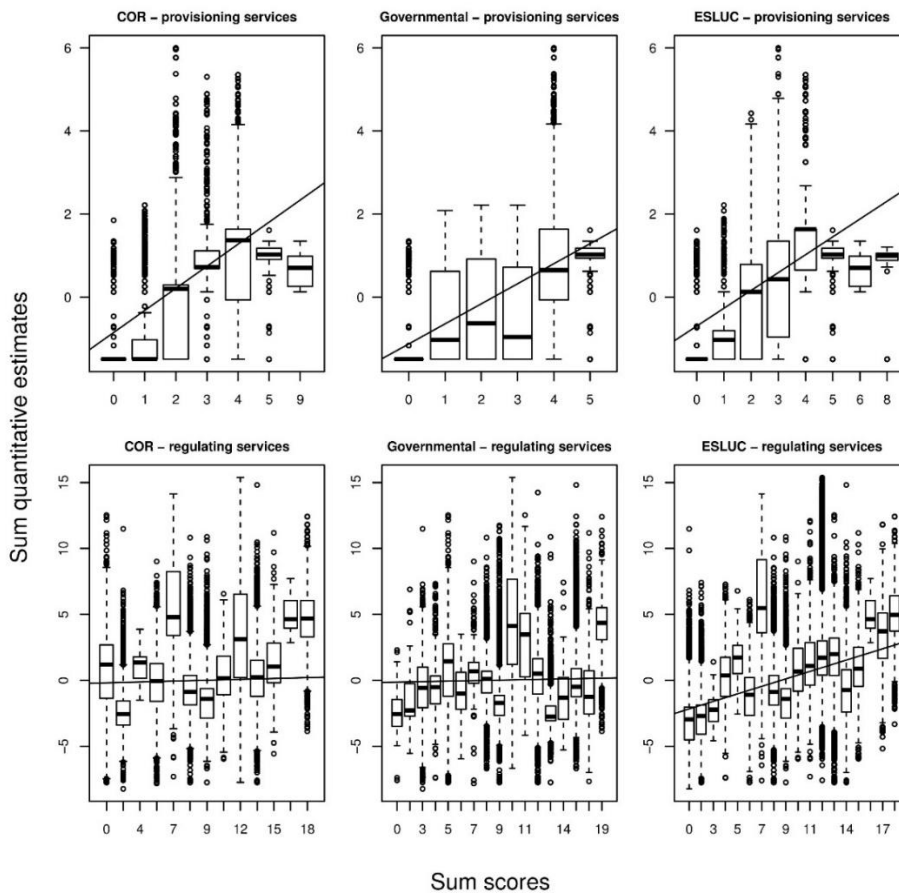 COR − provisioning services
Governmental − provisioning services
ESLUC − provisioning services
6
4
2
0
0 1 2 3 4 5 9
6
4
2
0
0 1 2 3 4 5
6
4
2
0
0 1 2 3 4 5 6 8
Sum quantitative estimates
COR − regulating services
Governmental − regulating services
ESLUC − regulating services
15
10
5
0
−5
0 4 7 9 12 15 18
15
10
5
0
−5
0 3 6 9 11 14 19
15
10
5
0
−5
0 3 5 7 9 11 14 17
Sum scores